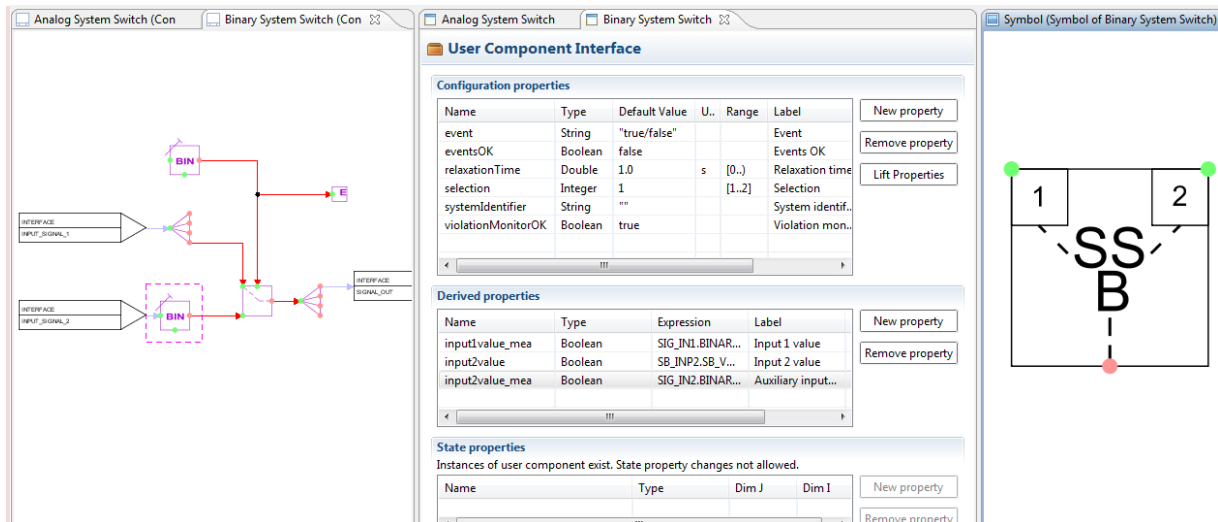 Analog System Switch (Con
Binary System Switch (Con
BIN
E
INTERFACE
INPUT_SIGNAL_1
INTERFACE
INPUT_SIGNAL_2
BIN
INTERFACE
SIGNAL_OUT
Analog System Switch
Binary System Switch
User Component Interface
Configuration properties
Name Type Default Value U.. Range Label
event String "true/false" Event
eventsOK Boolean false Events OK
relaxationTime Double 1.0 s [0..) Relaxation time
selection Integer 1 [1..2] Selection
systemIdentifier String "" System identif..
violationMonitorOK Boolean true Violation mon..
New property
Remove property
Lift Properties
Derived properties
Name Type Expression Label
input1value_mea Boolean SIG_IN1.BINAR... Input 1 value
input2value Boolean SB_INP2.SB_V... Input 2 value
input2value_mea Boolean SIG_IN2.BINAR... Auxiliary input...
New property
Remove property
State properties
Instances of user component exist. State property changes not allowed.
Name Type Dim J Dim I
New property
Remove property
Symbol (Symbol of Binary System Switch)
1
2
SS
B